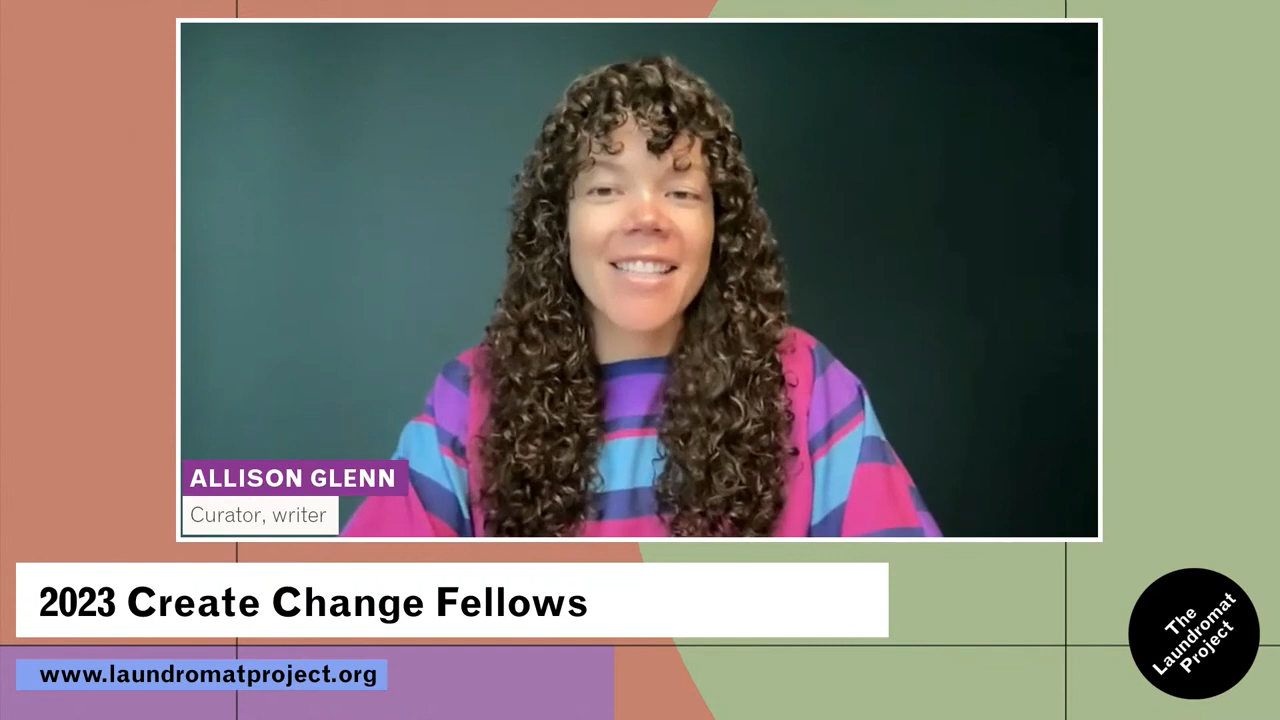 ALLISON GLENN
Curator, writer
2023 Create Change Fellows
www.laundromatproject.org
The
Laundromat
Project